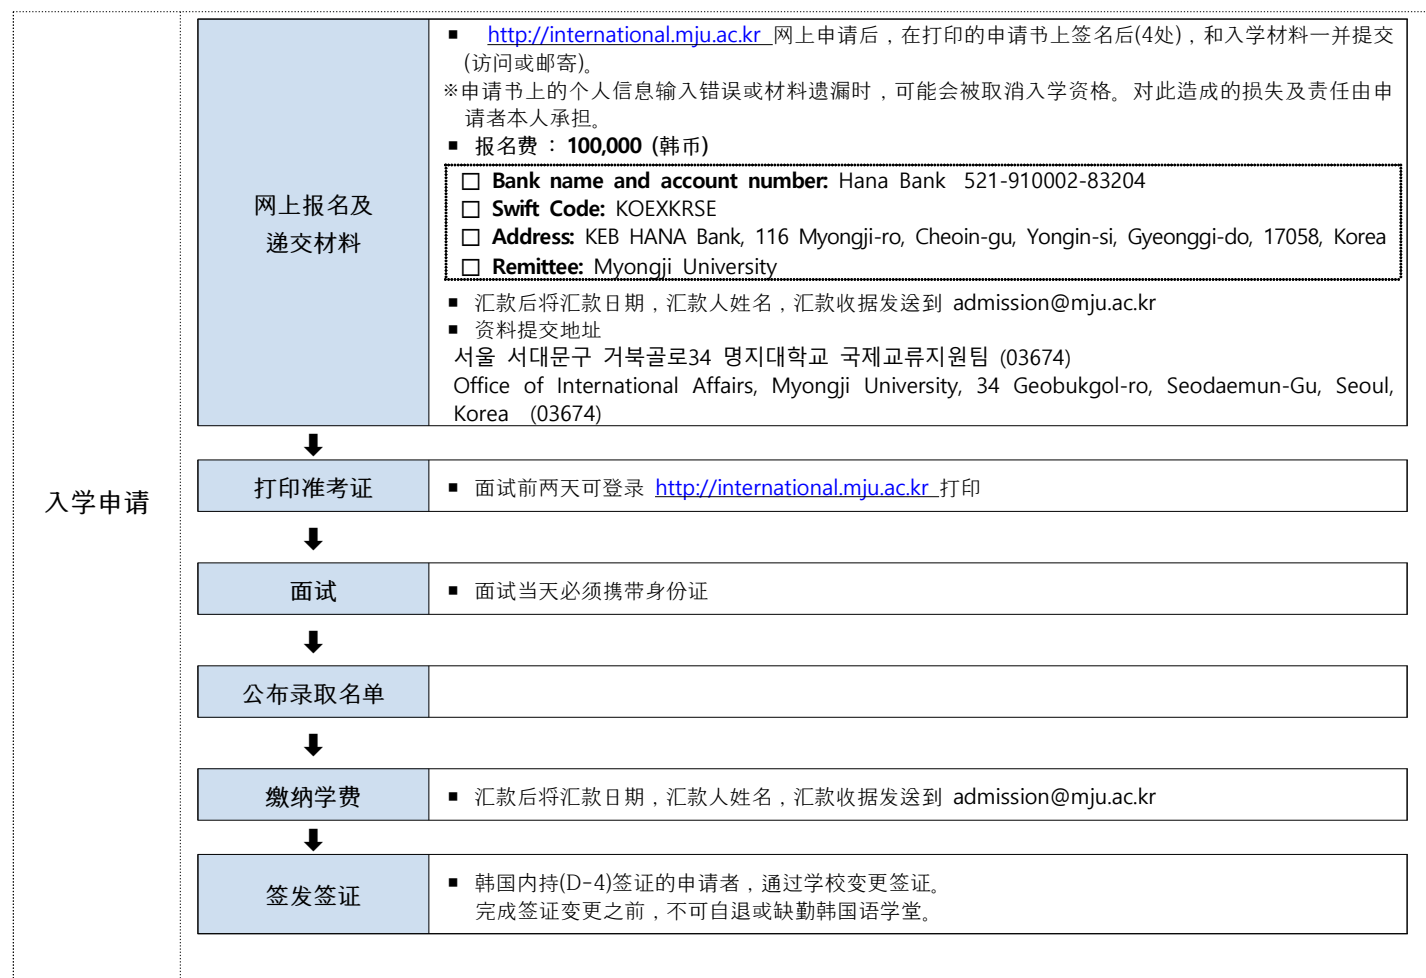 ■ http://international.mju.ac.kr 网上申请后，在打印的申请书上签名后(4处)，和入学材料一并提交
(访问或邮寄)。
※申请书上的个人信息输入错误或材料遗漏时，可能会被取消入学资格。对此造成的损失及责任由申
请者本人承担。
■ 报名费 : 100,000 (韩币)
网上报名及
递交材料
□ Bank name and account number: Hana Bank 521-910002-83204
□ Swift Code: KOEXKRSE
□ Address: KEB HANA Bank, 116 Myongji-ro, Cheoin-gu, Yongin-si, Gyeonggi-do, 17058, Korea
□ Remittee: Myongji University
■ 汇款后将汇款日期，汇款人姓名，汇款收据发送到 admission@mju.ac.kr
■ 资料提交地址
서울 서대문구 거북골로34 명지대학교 국제교류지원팀 (03674)
Office of International Affairs, Myongji University, 34 Geobukgol-ro, Seodaemun-Gu, Seoul,
Korea (03674)
⬇
入学申请
打印准考证
■ 面试前两天可登录 http://international.mju.ac.kr 打印
⬇
面试
■ 面试当天必须携带身份证
⬇
公布录取名单
⬇
缴纳学费
■ 汇款后将汇款日期，汇款人姓名，汇款收据发送到 admission@mju.ac.kr
⬇
签发签证
■ 韩国内持(D-4)签证的申请者，通过学校变更签证。
完成签证变更之前，不可自退或缺勤韩国语学堂。